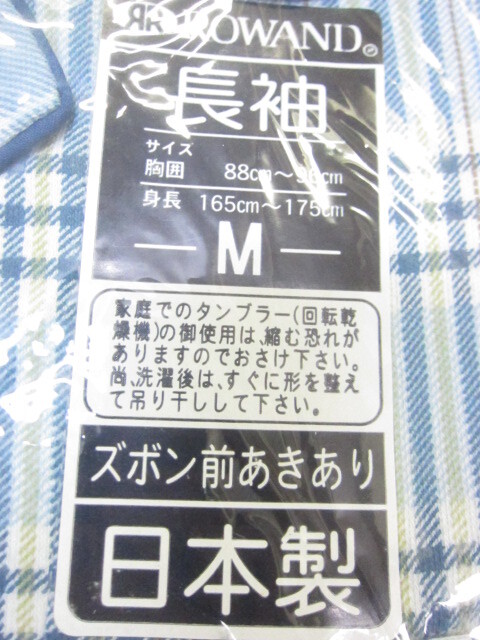 ROWAND
長袖
サイズ
胸囲 88cm〜96cm
身長 165cm〜175cm
M
家庭でのタンブラー(回転乾
燥機)の御使用は、縮む恐れが
ありますのでおさけ下さい。
尚、洗濯後は、すぐに形を整え
て吊り干しして下さい。
ズボン前あきあり
日本製